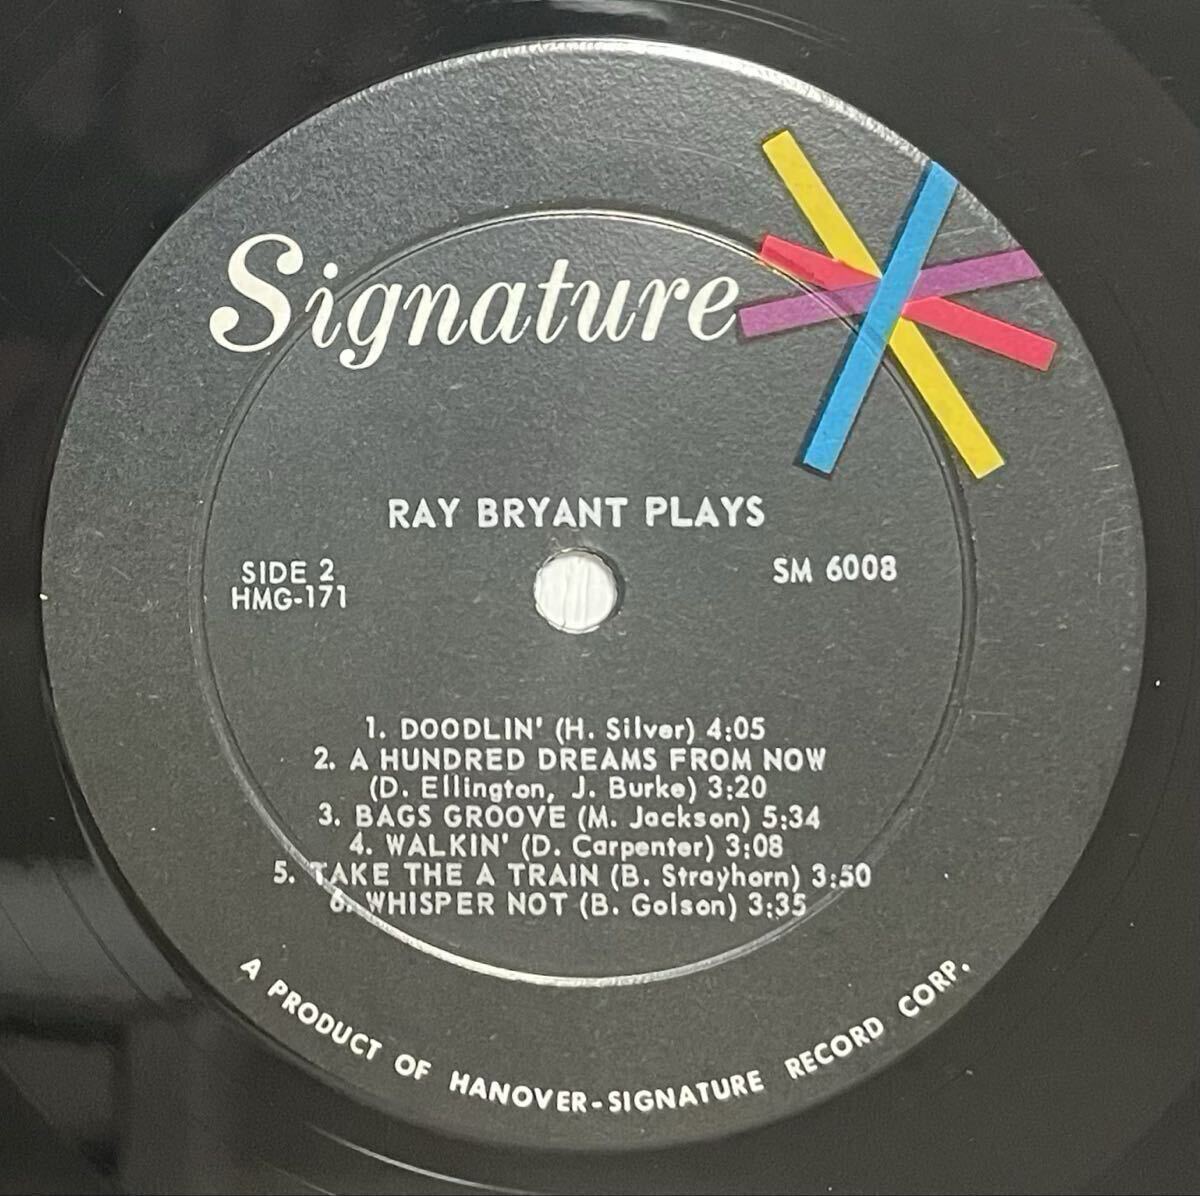 Signature
RAY BRYANT PLAYS
SIDE 2
HMG-171
SM 6008
1. DOODLIN' (H. Silver) 4:05
2. A HUNDRED DREAMS FROM NOW
(D. Ellington, J. Burke) 3:20
3. BAGS GROOVE (M. Jackson) 5:34
4. WALKIN' (D. Carpenter) 3:08
5. TAKE THE A TRAIN (B. Strayhorn) 3:50
6. WHISPER NOT (B. Golson) 3:35
A PRODUCT OF HANOVER-SIGNATURE RECORD CORP.